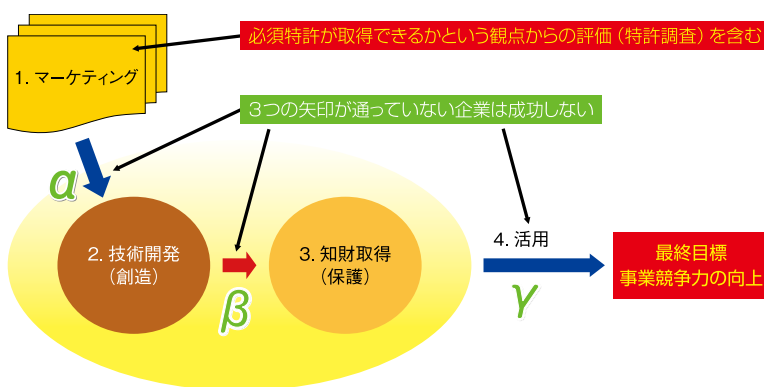 必須特許が取得できるかという観点からの評価（特許調査）を含む
1. マーケティング
3つの矢印が通っていない企業は成功しない
α
2. 技術開発
（創造）
β
3. 知財取得
（保護）
4. 活用
γ
最終目標
事業競争力の向上